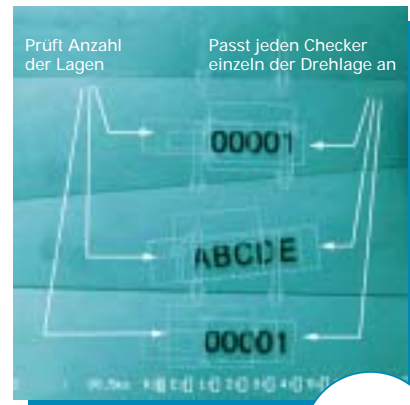 Prüft Anzahl
der Lagen
Passt jeden Checker
einzeln der Drehlage an
00001
ABCDE
00001